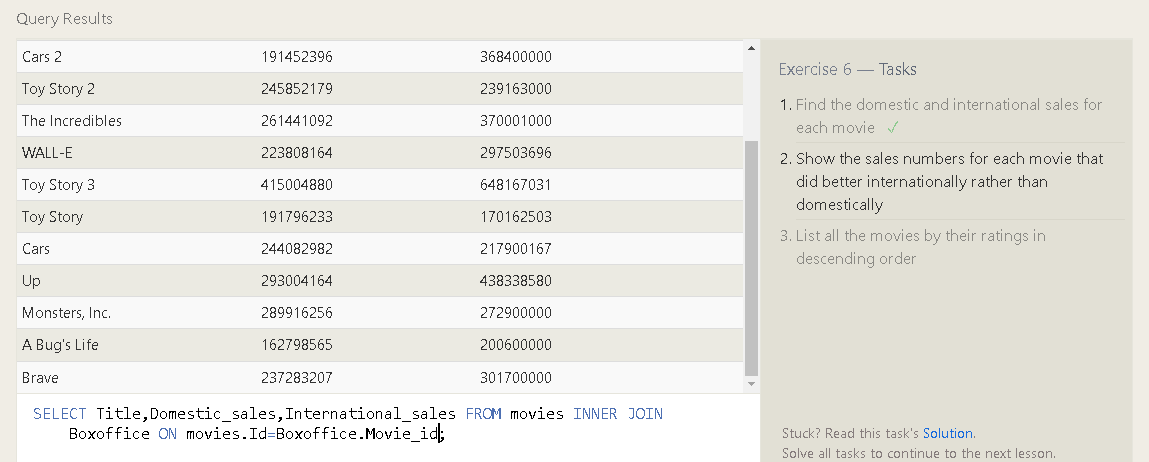 Query Results
Cars 2 191452396 368400000
Toy Story 2 245852179 239163000
The Incredibles 261441092 370001000
WALL-E 223808164 297503696
Toy Story 3 415004880 648167031
Toy Story 191796233 170162503
Cars 244082982 217900167
Up 293004164 438338580
Monsters, Inc. 289916256 272900000
A Bug's Life 162798565 200600000
Brave 237283207 301700000
SELECT Title,Domestic_sales,International_sales FROM movies INNER JOIN
Boxoffice ON movies.Id=Boxoffice.Movie_id;
Exercise 6 — Tasks
1. Find the domestic and international sales for
each movie ✓
2. Show the sales numbers for each movie that
did better internationally rather than
domestically
3. List all the movies by their ratings in
descending order
Stuck? Read this task's Solution.
Solve all tasks to continue to the next lesson.